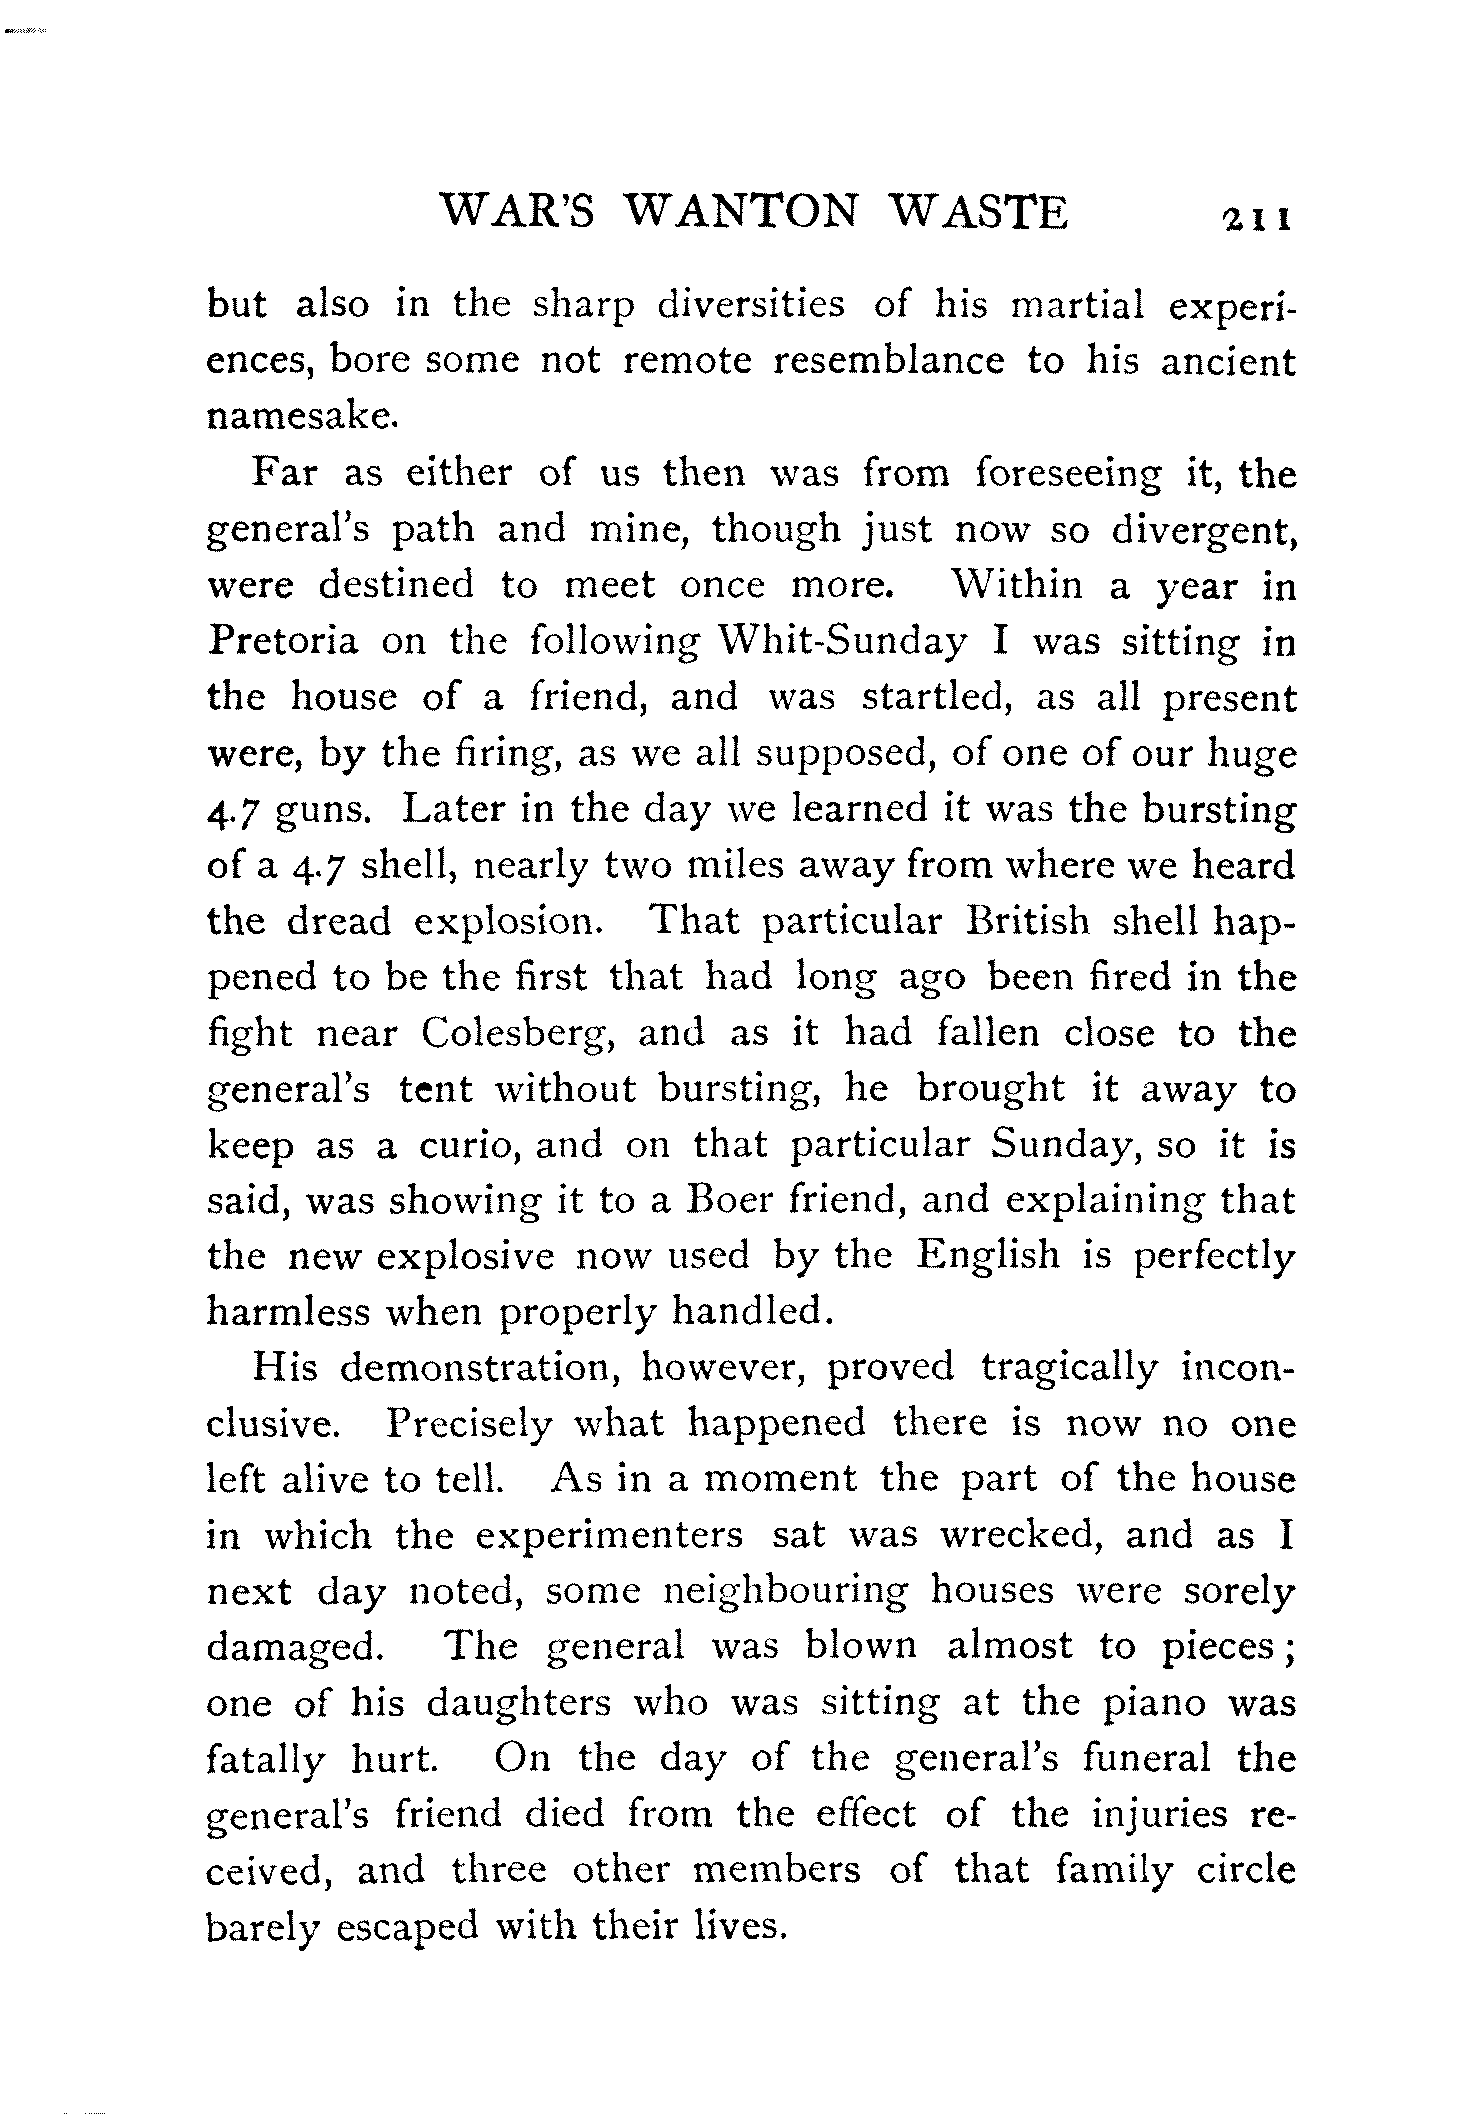 WAR'S WANTON WASTE 211
but also in the sharp diversities of his martial experi-
ences, bore some not remote resemblance to his ancient
namesake.
Far as either of us then was from foreseeing it, the
general's path and mine, though just now so divergent,
were destined to meet once more. Within a year in
Pretoria on the following Whit-Sunday I was sitting in
the house of a friend, and was startled, as all present
were, by the firing, as we all supposed, of one of our huge
4.7 guns. Later in the day we learned it was the bursting
of a 4.7 shell, nearly two miles away from where we heard
the dread explosion. That particular British shell hap-
pened to be the first that had long ago been fired in the
fight near Colesberg, and as it had fallen close to the
general's tent without bursting, he brought it away to
keep as a curio, and on that particular Sunday, so it is
said, was showing it to a Boer friend, and explaining that
the new explosive now used by the English is perfectly
harmless when properly handled.
His demonstration, however, proved tragically incon-
clusive. Precisely what happened there is now no one
left alive to tell. As in a moment the part of the house
in which the experimenters sat was wrecked, and as I
next day noted, some neighbouring houses were sorely
damaged. The general was blown almost to pieces;
one of his daughters who was sitting at the piano was
fatally hurt. On the day of the general's funeral the
general's friend died from the effect of the injuries re-
ceived, and three other members of that family circle
barely escaped with their lives.